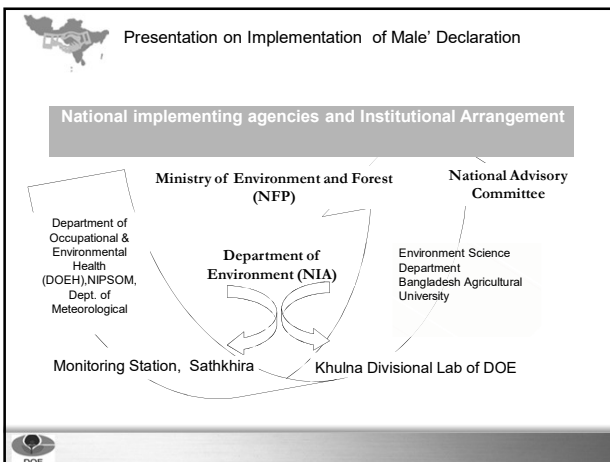 Presentation on Implementation of Male' Declaration
National implementing agencies and Institutional Arrangement
Ministry of Environment and Forest
(NFP)
National Advisory
Committee
Department of
Occupational &
Environmental
Health
(DOEH),NIPSOM,
Dept. of
Meteorological
Department of
Environment (NIA)
Environment Science
Department
Bangladesh Agricultural
University
Monitoring Station, Sathkhira
Khulna Divisional Lab of DOE
DOE